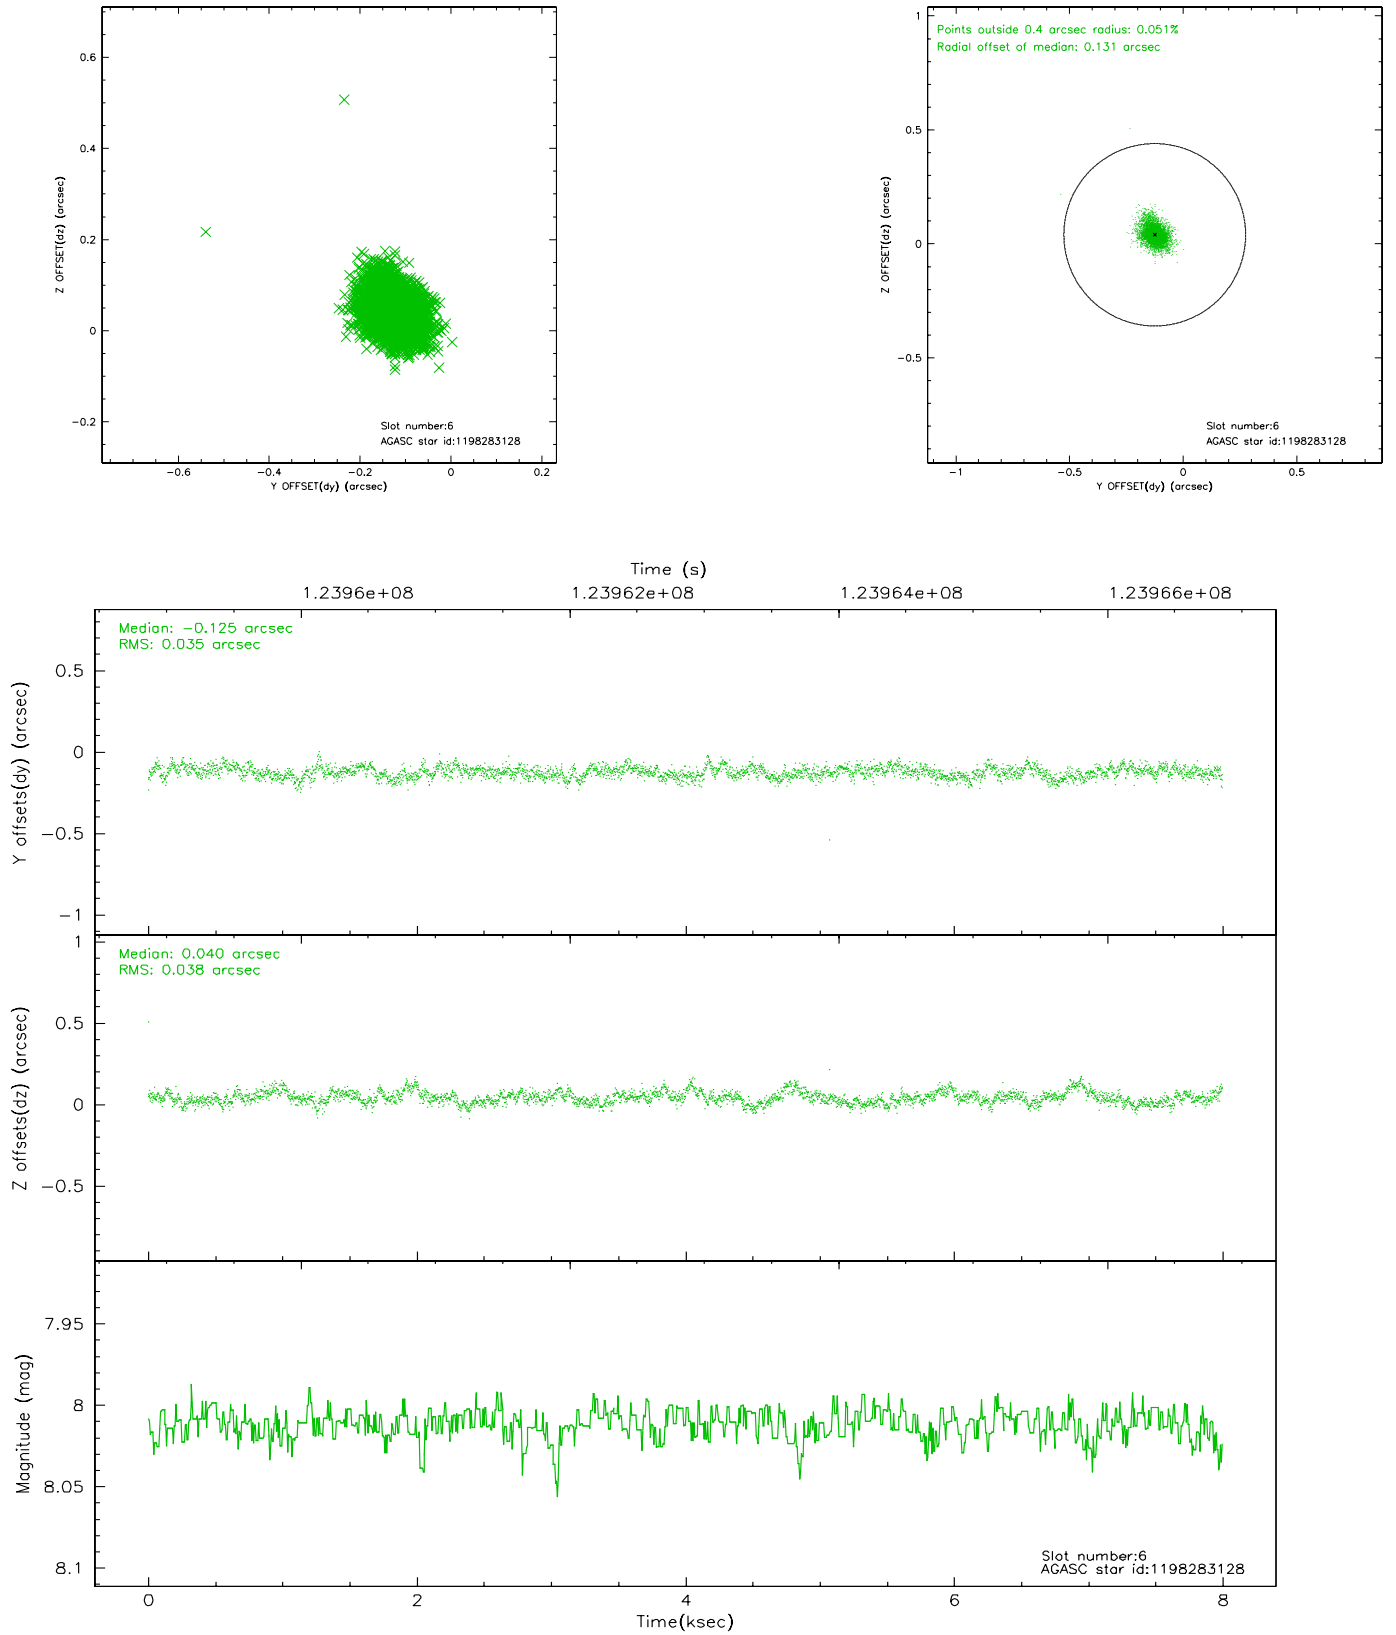 0.6
0.4
0.2
0
−0.2
Z OFFSET(dz) (arcsec)
Slot number:6
AGASC star id:1198283128
−0.6 −0.4 −0.2 0 0.2
Y OFFSET(dy) (arcsec)
Points outside 0.4 arcsec radius: 0.051%
Radial offset of median: 0.131 arcsec
1
0.5
0
−0.5
Z OFFSET(dz) (arcsec)
Slot number:6
AGASC star id:1198283128
−1 −0.5 0 0.5
Y OFFSET(dy) (arcsec)
Time (s)
1.2396e+08 1.23962e+08 1.23964e+08 1.23966e+08
Median: −0.125 arcsec
RMS: 0.035 arcsec
0.5
0
−0.5
−1
Y offsets(dy) (arcsec)
Median: 0.040 arcsec
RMS: 0.038 arcsec
1
0.5
0
−0.5
Z offsets(dz) (arcsec)
7.95
8
8.05
8.1
Magnitude (mag)
Slot number:6
AGASC star id:1198283128
0 2 4 6 8
Time(ksec)